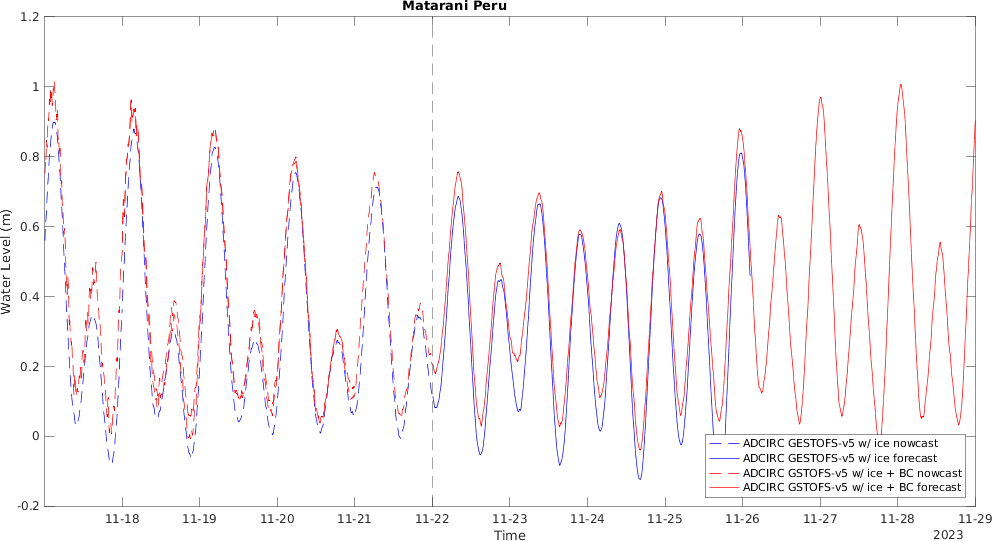 Matarani Peru
1.2
1
0.8
0.6
0.4
0.2
0
-0.2
Water Level (m)
ADCIRC GESTOFS-v5 w/ ice nowcast
ADCIRC GESTOFS-v5 w/ ice forecast
ADCIRC GSTOFS-v5 w/ ice + BC nowcast
ADCIRC GSTOFS-v5 w/ ice + BC forecast
11-18 11-19 11-20 11-21 11-22 11-23 11-24 11-25 11-26 11-27 11-28 11-29
Time
2023